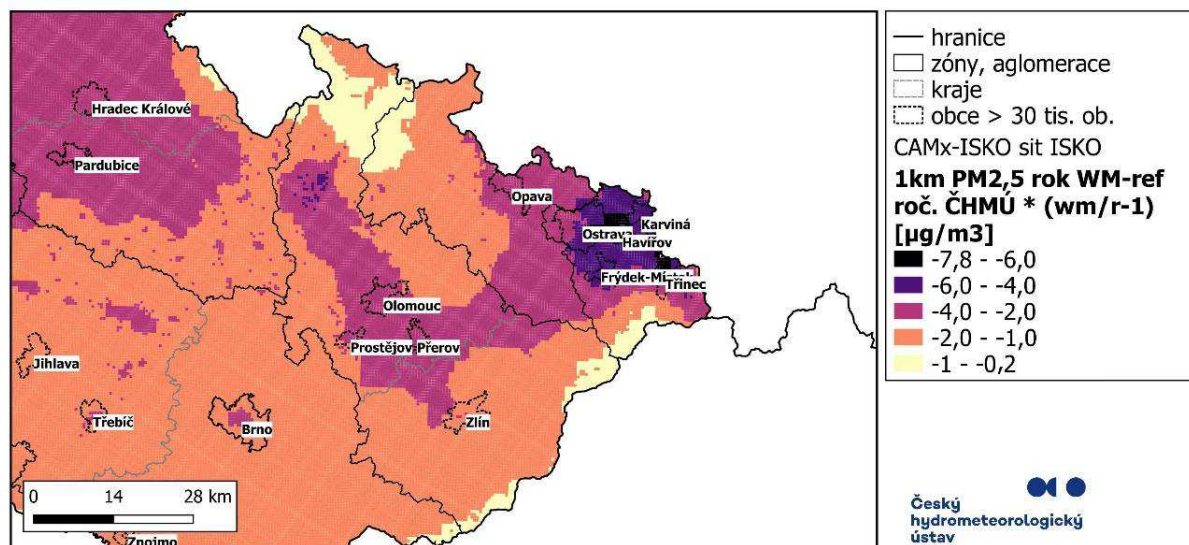 Hradec Králové
Pardubice
Opava
Ostrava
Karviná
Havířov
Frýdek-Místek
Třinec
Olomouc
Prostějov
Přerov
Jihlava
Třebíč
Brno
Zlín
Znojmo
0 14 28 km
hranice
zóny, aglomerace
kraje
obce > 30 tis. ob.
CAMx-ISKO sit ISKO
1km PM2,5 rok WM-ref
roč. ČHMÚ * (wm/r-1)
[µg/m3]
-7,8 - -6,0
-6,0 - -4,0
-4,0 - -2,0
-2,0 - -1,0
-1 - -0,2
Český
hydrometeorologický
ústav